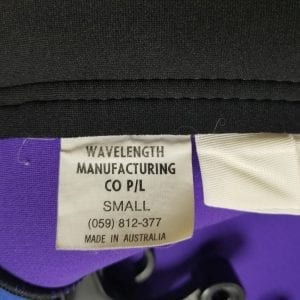 WAVELENGTH
MANUFACTURING
CO P/L
SMALL
(059) 812-377
MADE IN AUSTRALIA